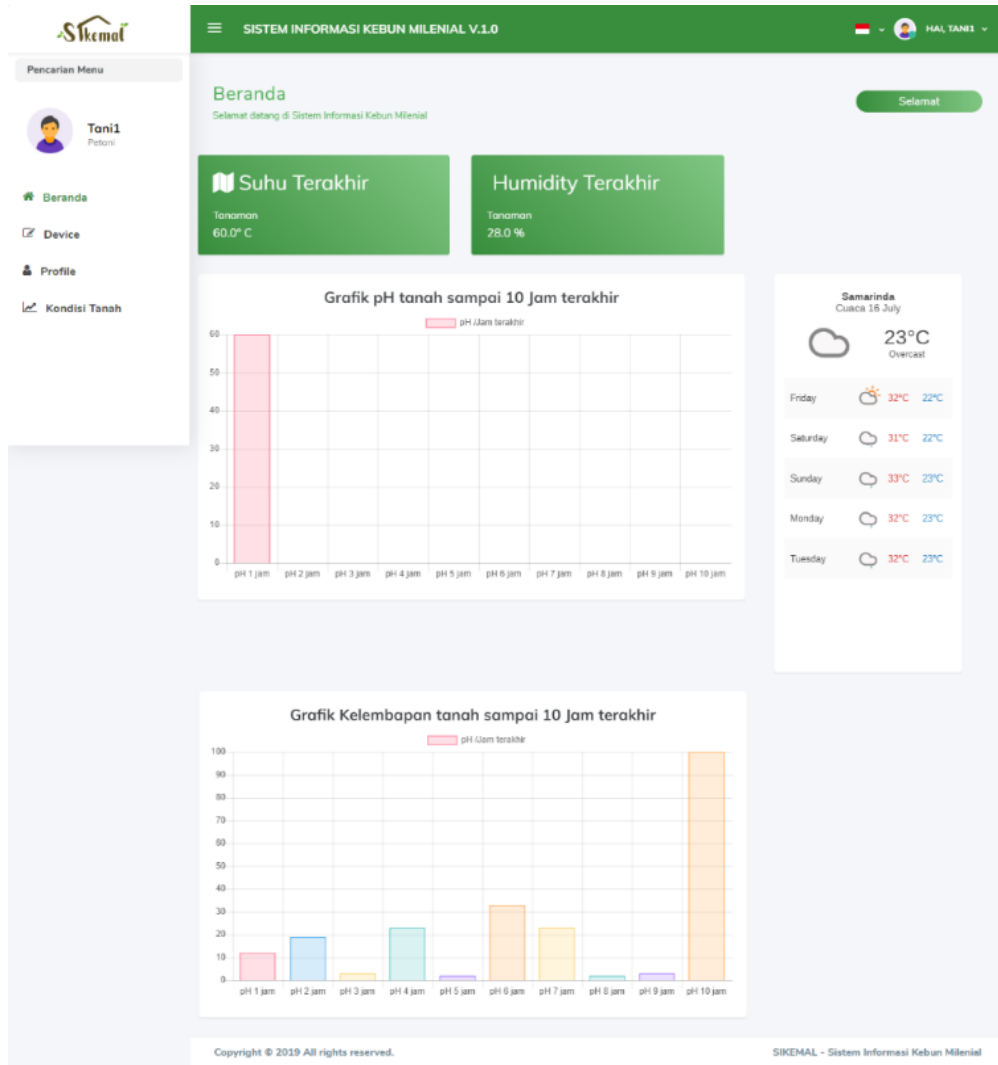 Sikemal
SISTEM INFORMASI KEBUN MILENIAL V.1.0
HAI, TANI1
Pencarian Menu
Tani1
Petani
Beranda
Device
Profile
Kondisi Tanah
Beranda
Selamat datang di Sistem Informasi Kebun Milenial
Selamat
Suhu Terakhir
Tanaman
60.0° C
Humidity Terakhir
Tanaman
28.0 %
Grafik pH tanah sampai 10 Jam terakhir
pH /Jam terakhir
60
50
40
30
20
10
0
pH 1 jam pH 2 jam pH 3 jam pH 4 jam pH 5 jam pH 6 jam pH 7 jam pH 8 jam pH 9 jam pH 10 jam
Samarinda
Cuaca 16 July
23°C
Overcast
Friday 32°C 22°C
Saturday 31°C 22°C
Sunday 33°C 23°C
Monday 32°C 23°C
Tuesday 32°C 23°C
Grafik Kelembapan tanah sampai 10 Jam terakhir
pH /Jam terakhir
100
90
80
70
60
50
40
30
20
10
0
pH 1 jam pH 2 jam pH 3 jam pH 4 jam pH 5 jam pH 6 jam pH 7 jam pH 8 jam pH 9 jam pH 10 jam
Copyright © 2019 All rights reserved.
SIKEMAL - Sistem Informasi Kebun Milenial